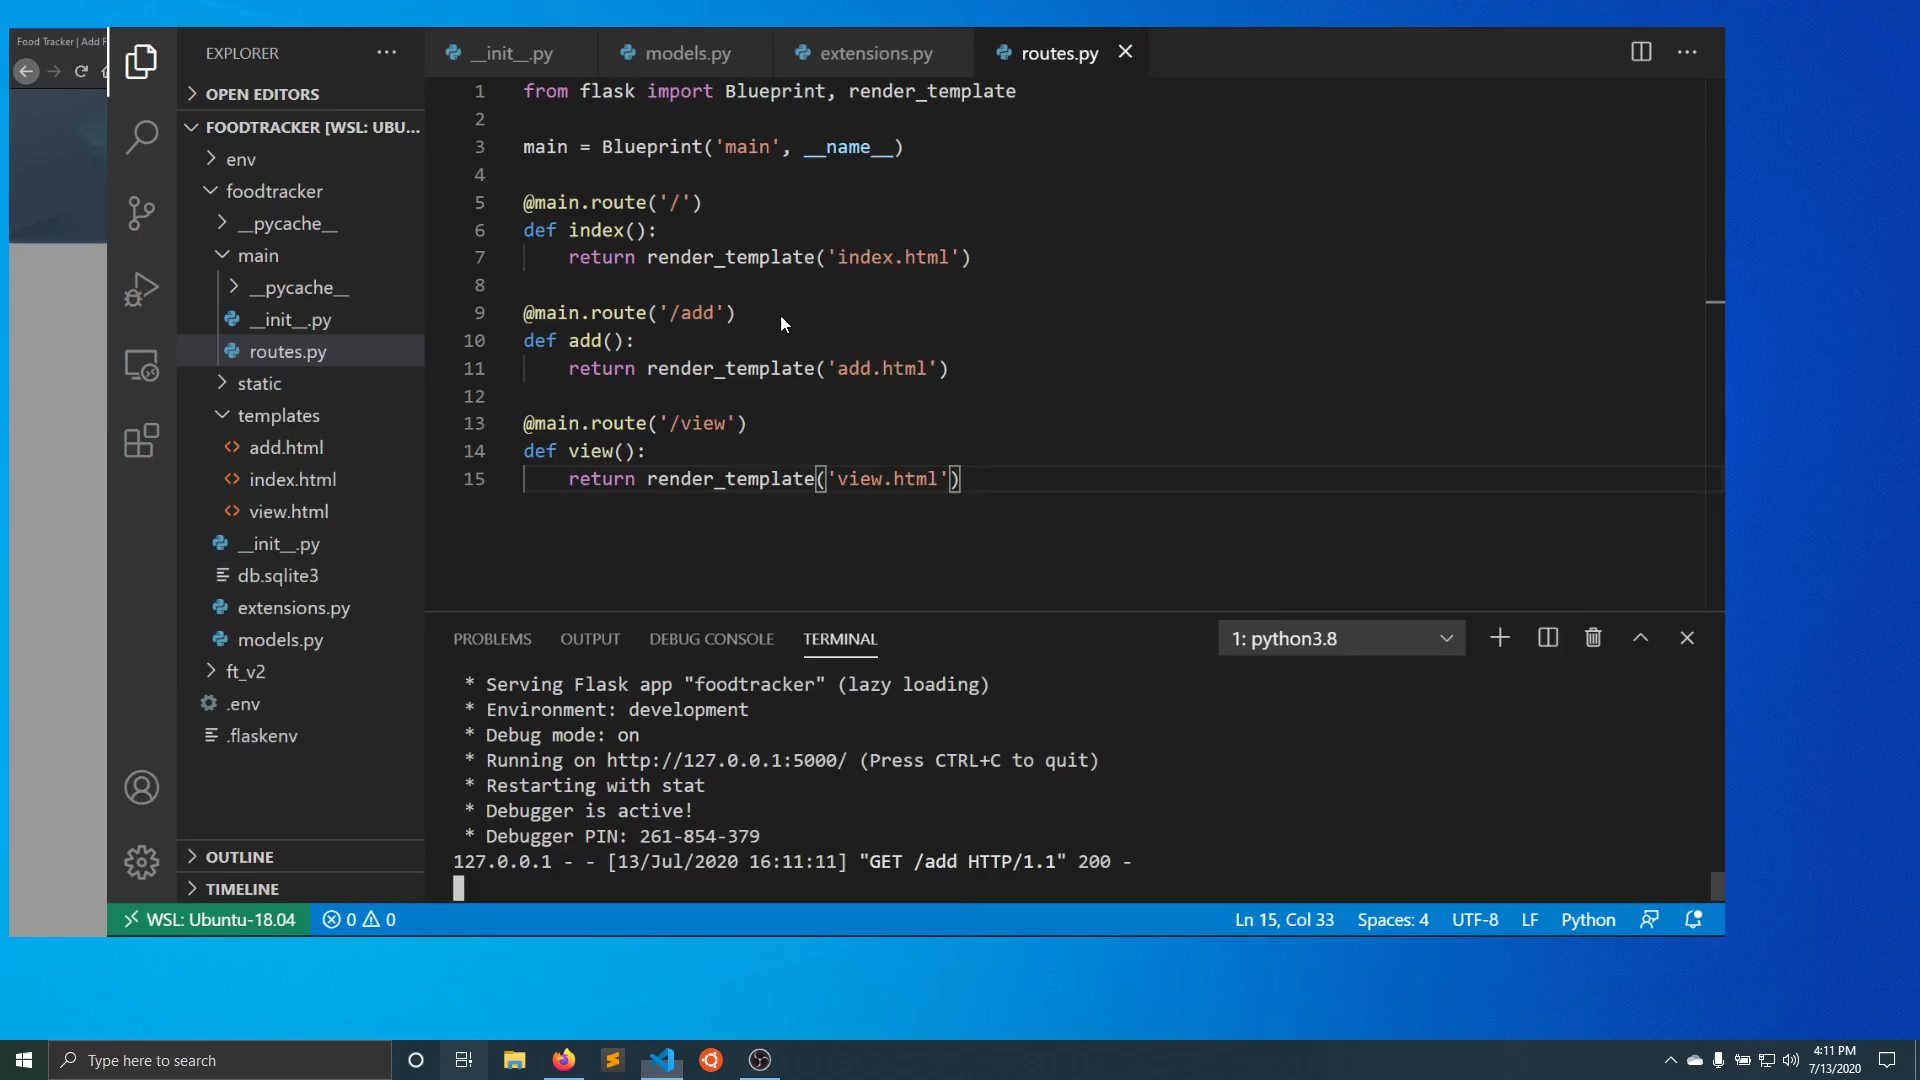 Food Tracker | Add F
EXPLORER
OPEN EDITORS
FOODTRACKER [WSL: UBU...
env
foodtracker
__pycache__
main
__pycache__
__init__.py
routes.py
static
templates
add.html
index.html
view.html
__init__.py
db.sqlite3
extensions.py
models.py
ft_v2
.env
.flaskenv
OUTLINE
TIMELINE
__init__.py
models.py
extensions.py
routes.py
1 from flask import Blueprint, render_template
2
3 main = Blueprint('main', __name__)
4
5 @main.route('/')
6 def index():
7 return render_template('index.html')
8
9 @main.route('/add')
10 def add():
11 return render_template('add.html')
12
13 @main.route('/view')
14 def view():
15 return render_template('view.html')
PROBLEMS OUTPUT DEBUG CONSOLE TERMINAL
1: python3.8
* Serving Flask app "foodtracker" (lazy loading)
* Environment: development
* Debug mode: on
* Running on http://127.0.0.1:5000/ (Press CTRL+C to quit)
* Restarting with stat
* Debugger is active!
* Debugger PIN: 261-854-379
127.0.0.1 - - [13/Jul/2020 16:11:11] "GET /add HTTP/1.1" 200 -
WSL: Ubuntu-18.04 0 0 Ln 15, Col 33 Spaces: 4 UTF-8 LF Python
Type here to search
4:11 PM
7/13/2020